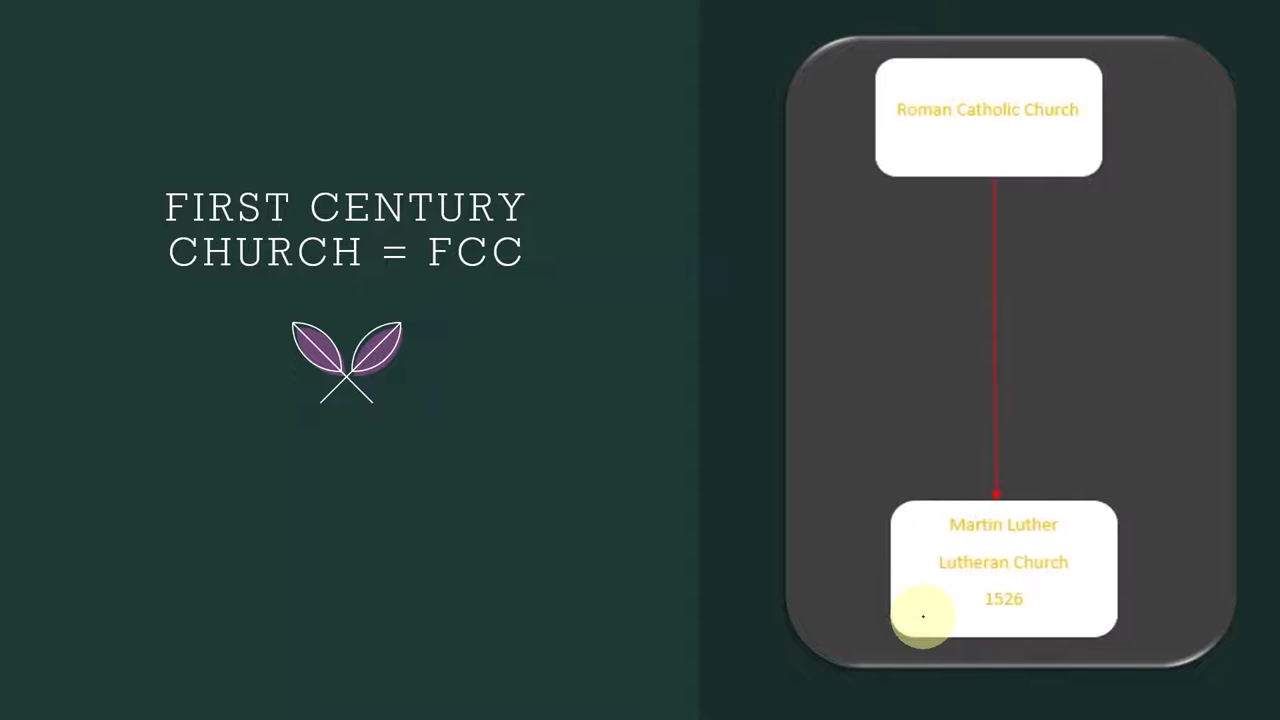 FIRST CENTURY
CHURCH = FCC
Roman Catholic Church
Martin Luther
Lutheran Church
1526